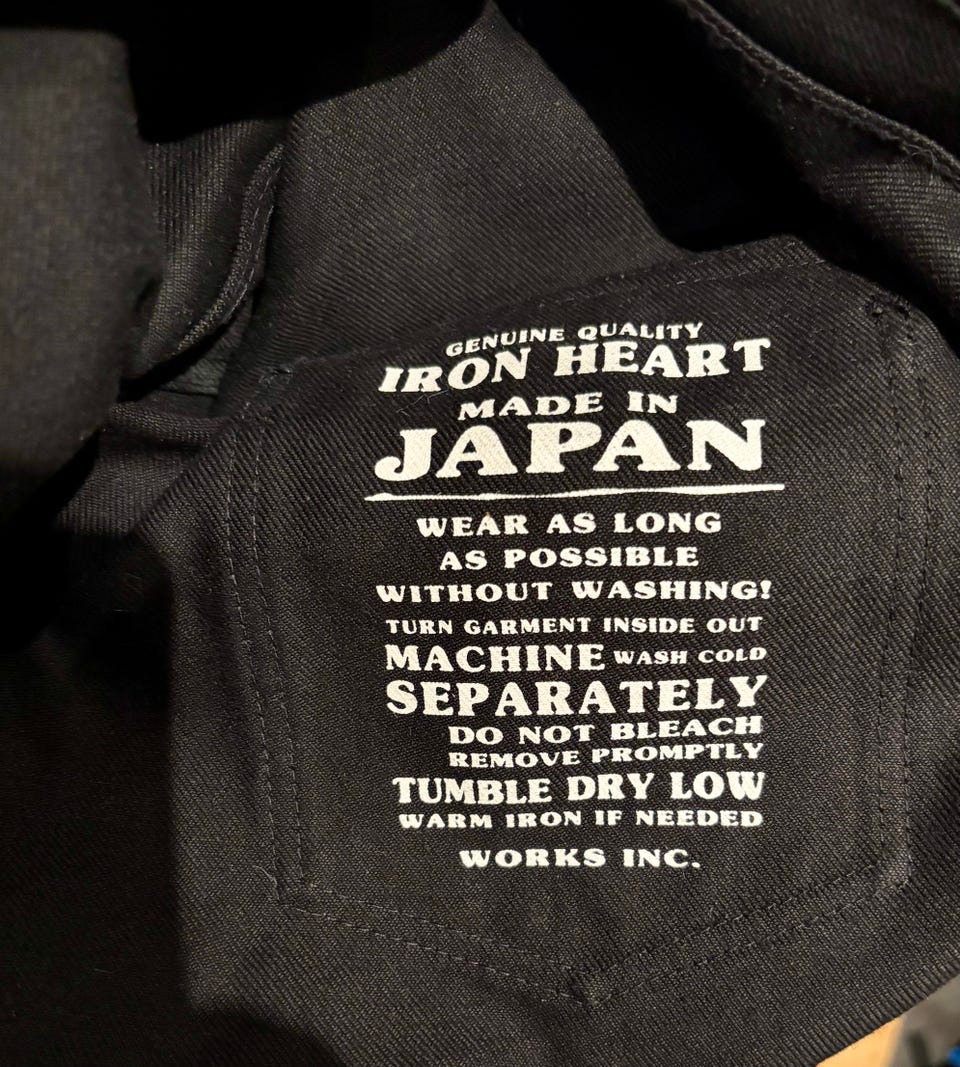 GENUINE QUALITY
IRON HEART
MADE IN
JAPAN
WEAR AS LONG
AS POSSIBLE
WITHOUT WASHING!
TURN GARMENT INSIDE OUT
MACHINE WASH COLD
SEPARATELY
DO NOT BLEACH
REMOVE PROMPTLY
TUMBLE DRY LOW
WARM IRON IF NEEDED
WORKS INC.